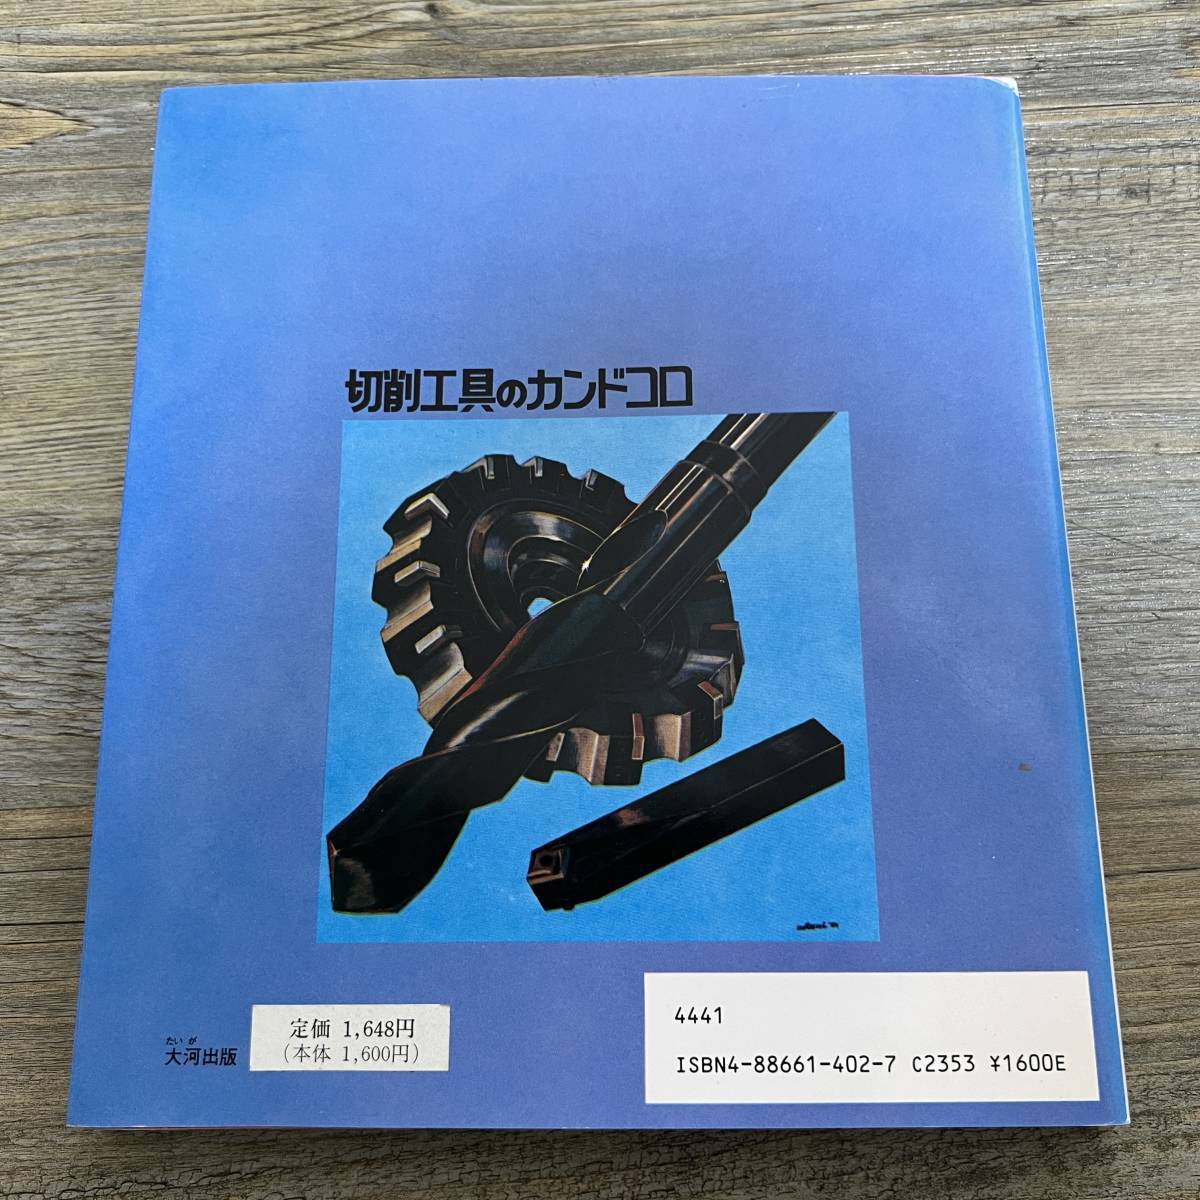 切削工具のカンドコロ
たいが
大河出版
定価 1,648円
(本体 1,600円)
4441
ISBN4-88661-402-7 C2353 ¥1600E